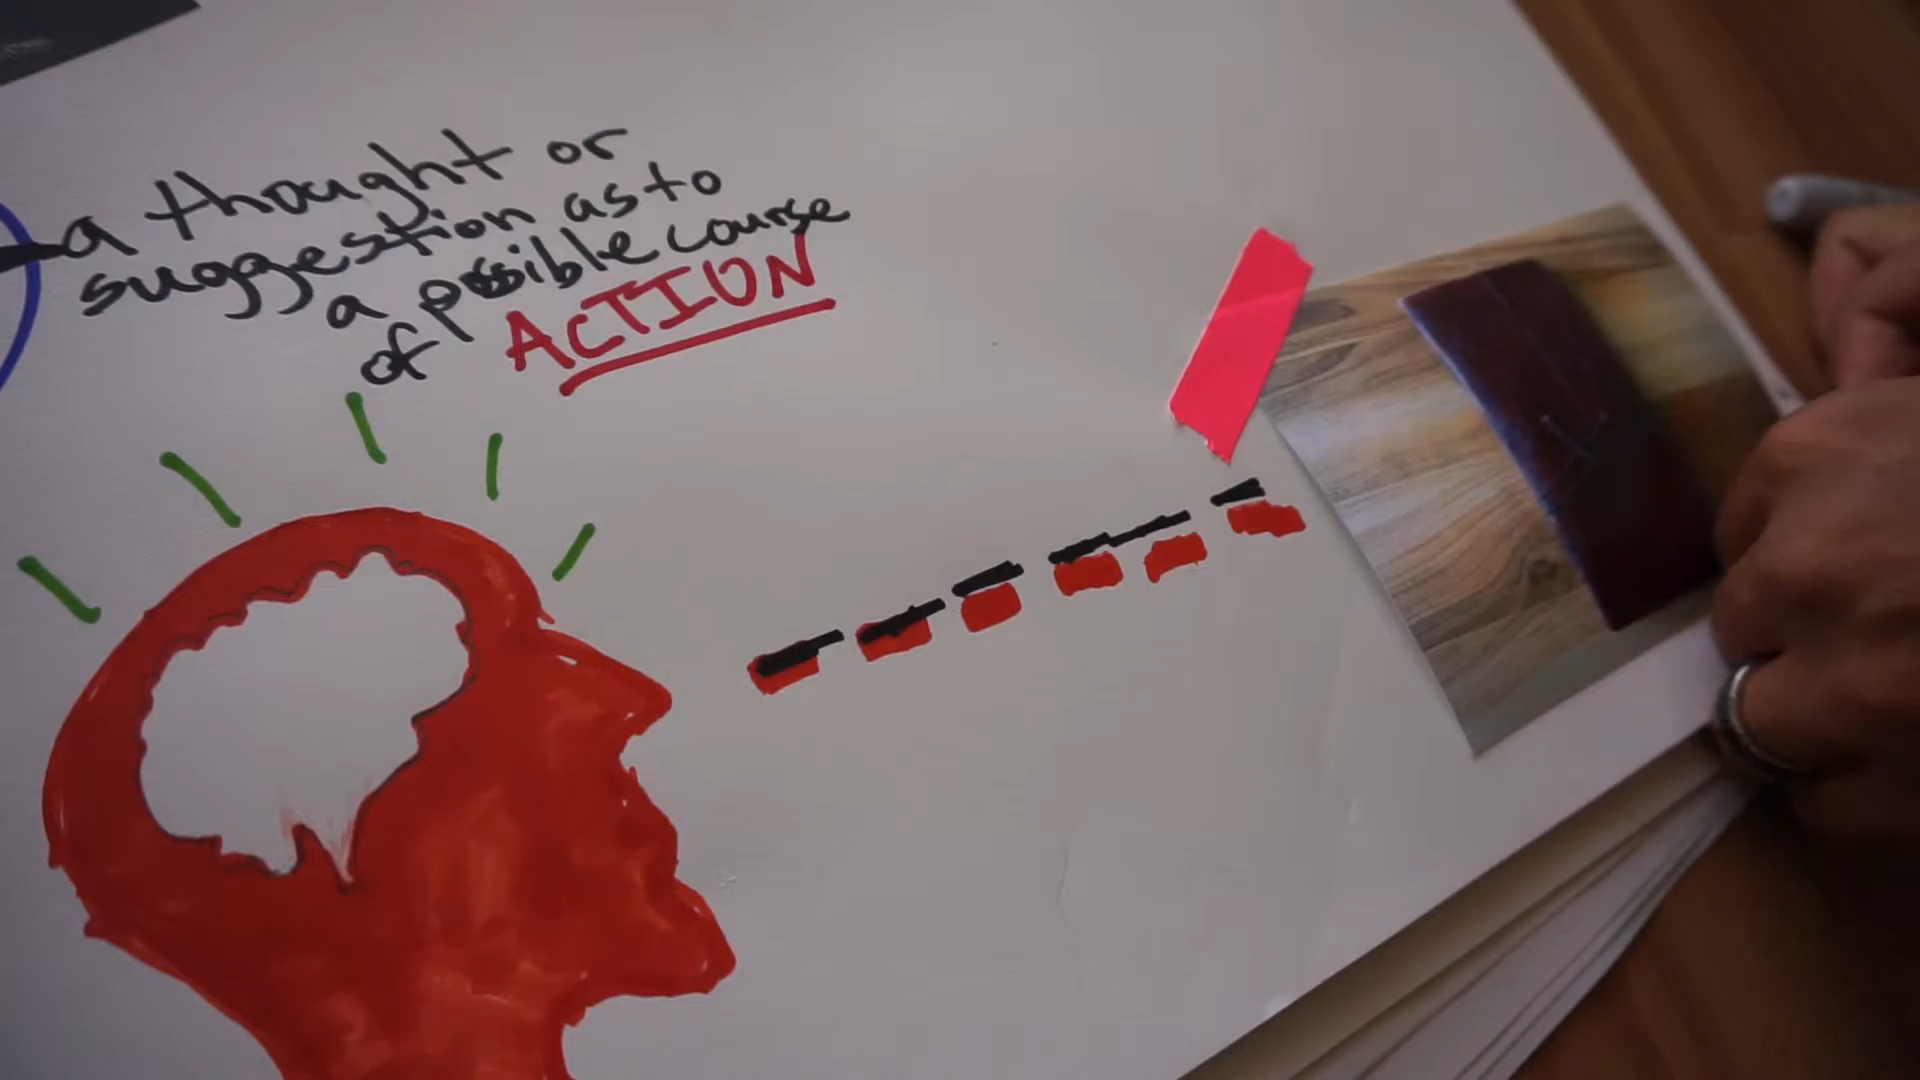 a thought or
suggestion as to
a possible course
of ACTION